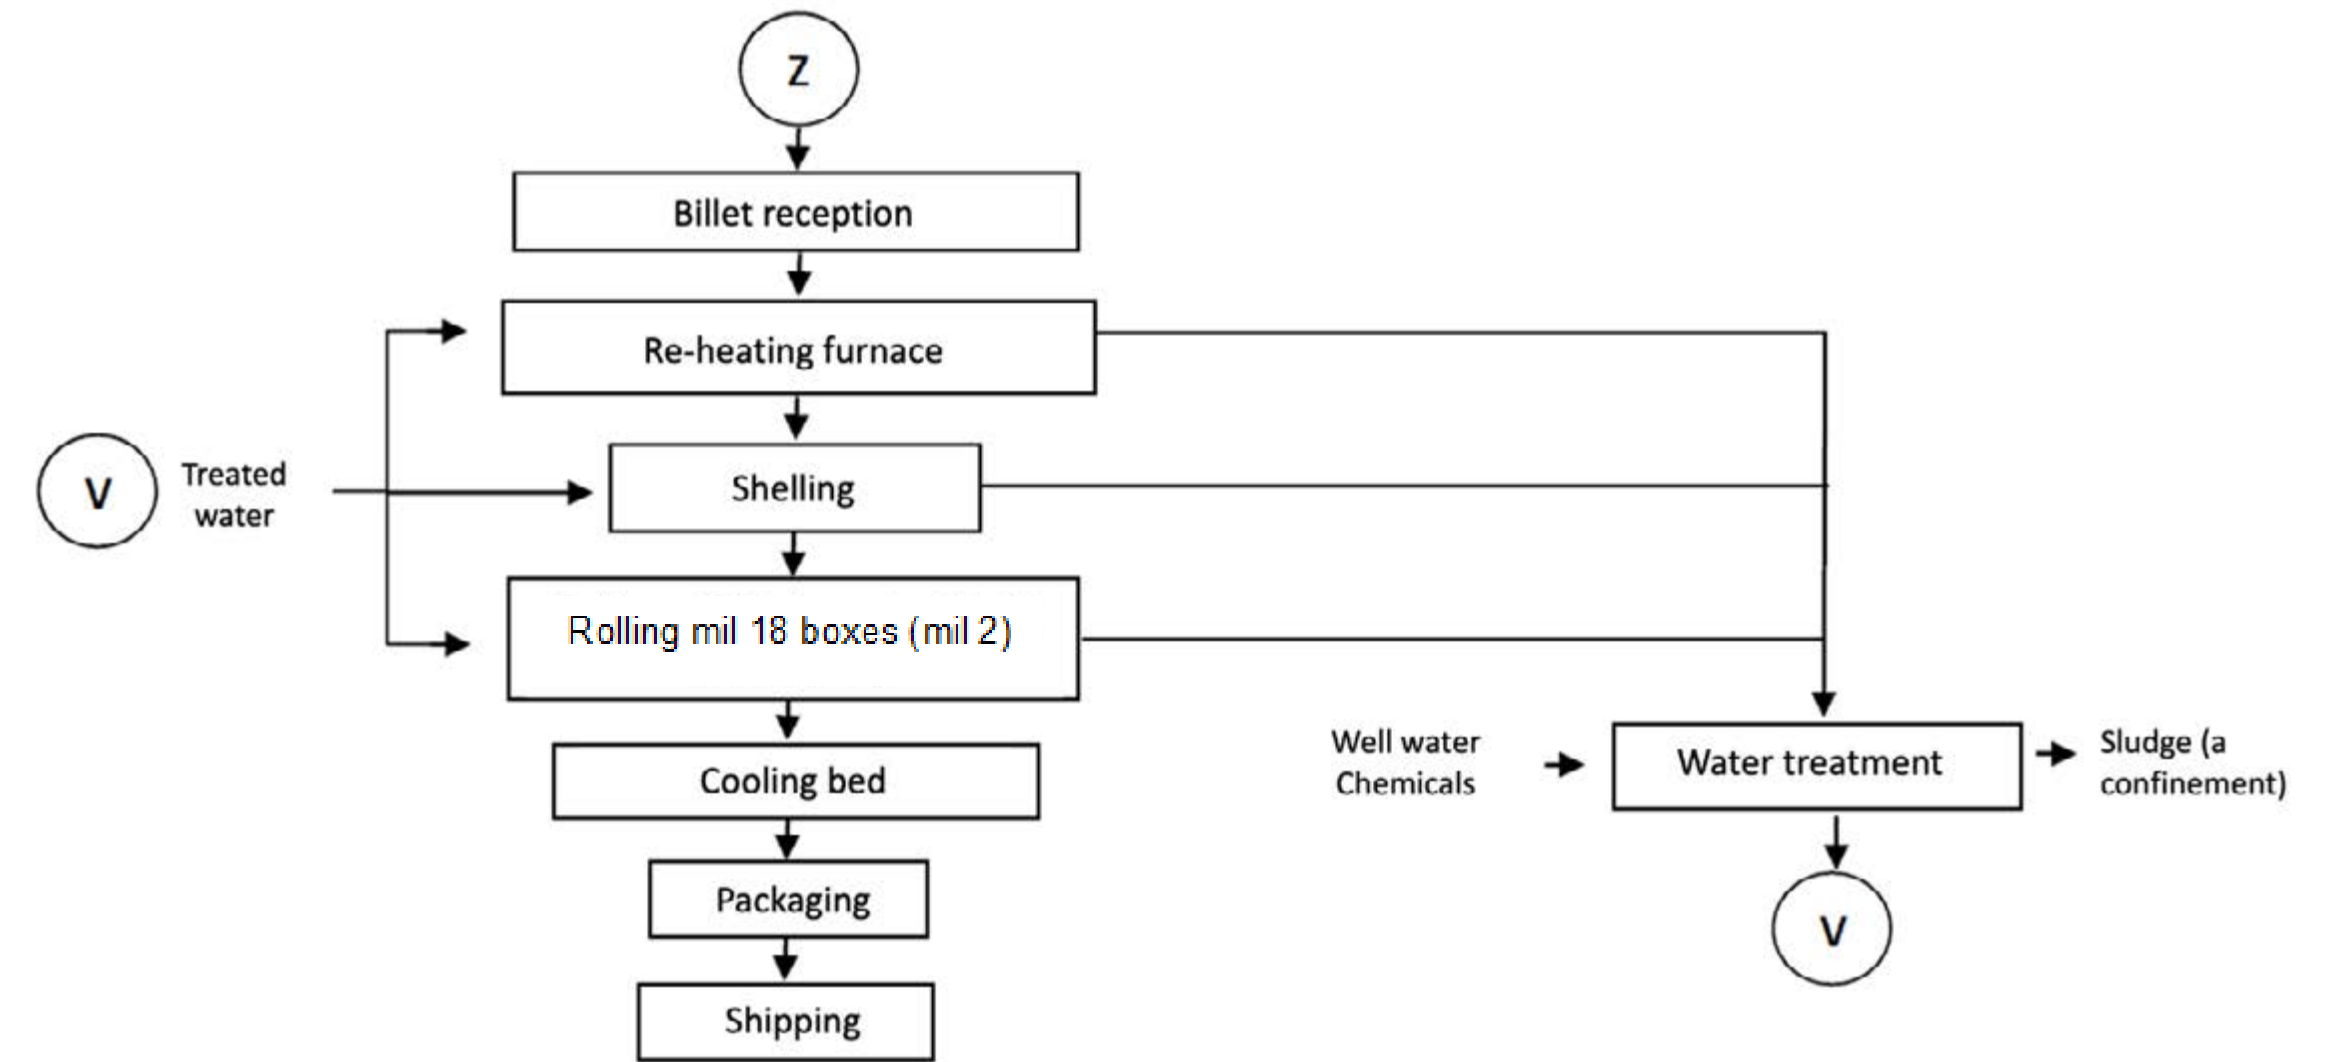 Z
Billet reception
Re-heating furnace
V
Treated
water
Shelling
Rolling mil 18 boxes (mil 2)
Cooling bed
Packaging
Shipping
Well water
Chemicals
Water treatment
Sludge (a
confinement)
V